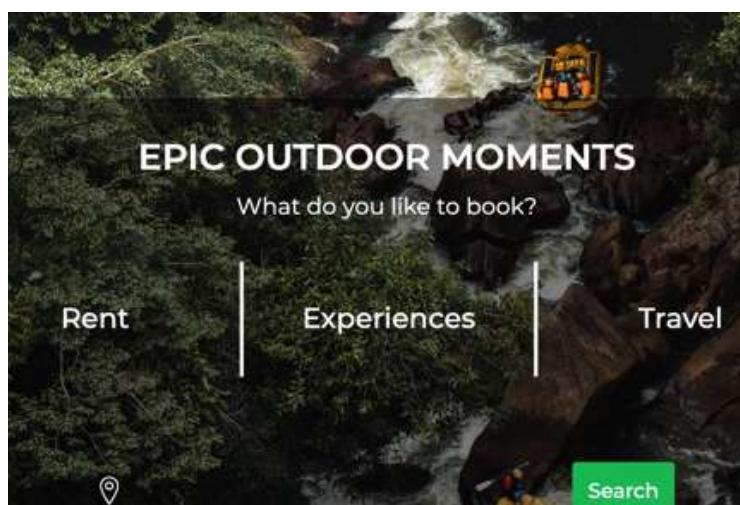 EPIC OUTDOOR MOMENTS
What do you like to book?
Rent
Experiences
Travel
Search